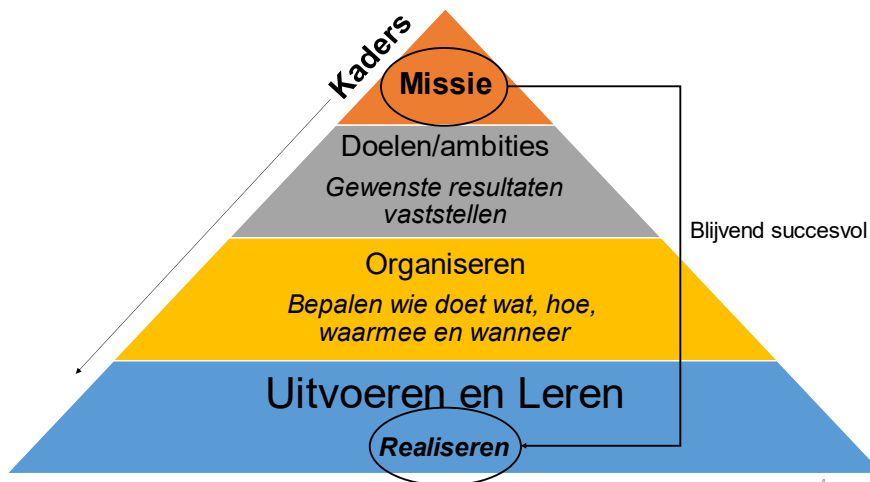 Kaders
Missie
Doelen/ambities
Gewenste resultaten
vaststellen
Blijvend succesvol
Organiseren
Bepalen wie doet wat, hoe,
waarmee en wanneer
Uitvoeren en Leren
Realiseren